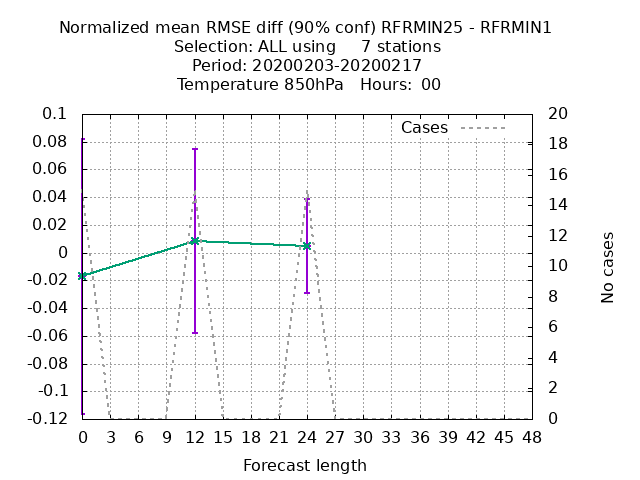 Normalized mean RMSE diff (90% conf) RFRMIN25 - RFRMIN1
Selection: ALL using     7 stations
Period: 20200203-20200217
Temperature 850hPa   Hours:  00
Cases
0.1
0.08
0.06
0.04
0.02
0
-0.02
-0.04
-0.06
-0.08
-0.1
-0.12
20
18
16
14
12
10
8
6
4
2
0
No cases
0 3 6 9 12 15 18 21 24 27 30 33 36 39 42 45 48
Forecast length